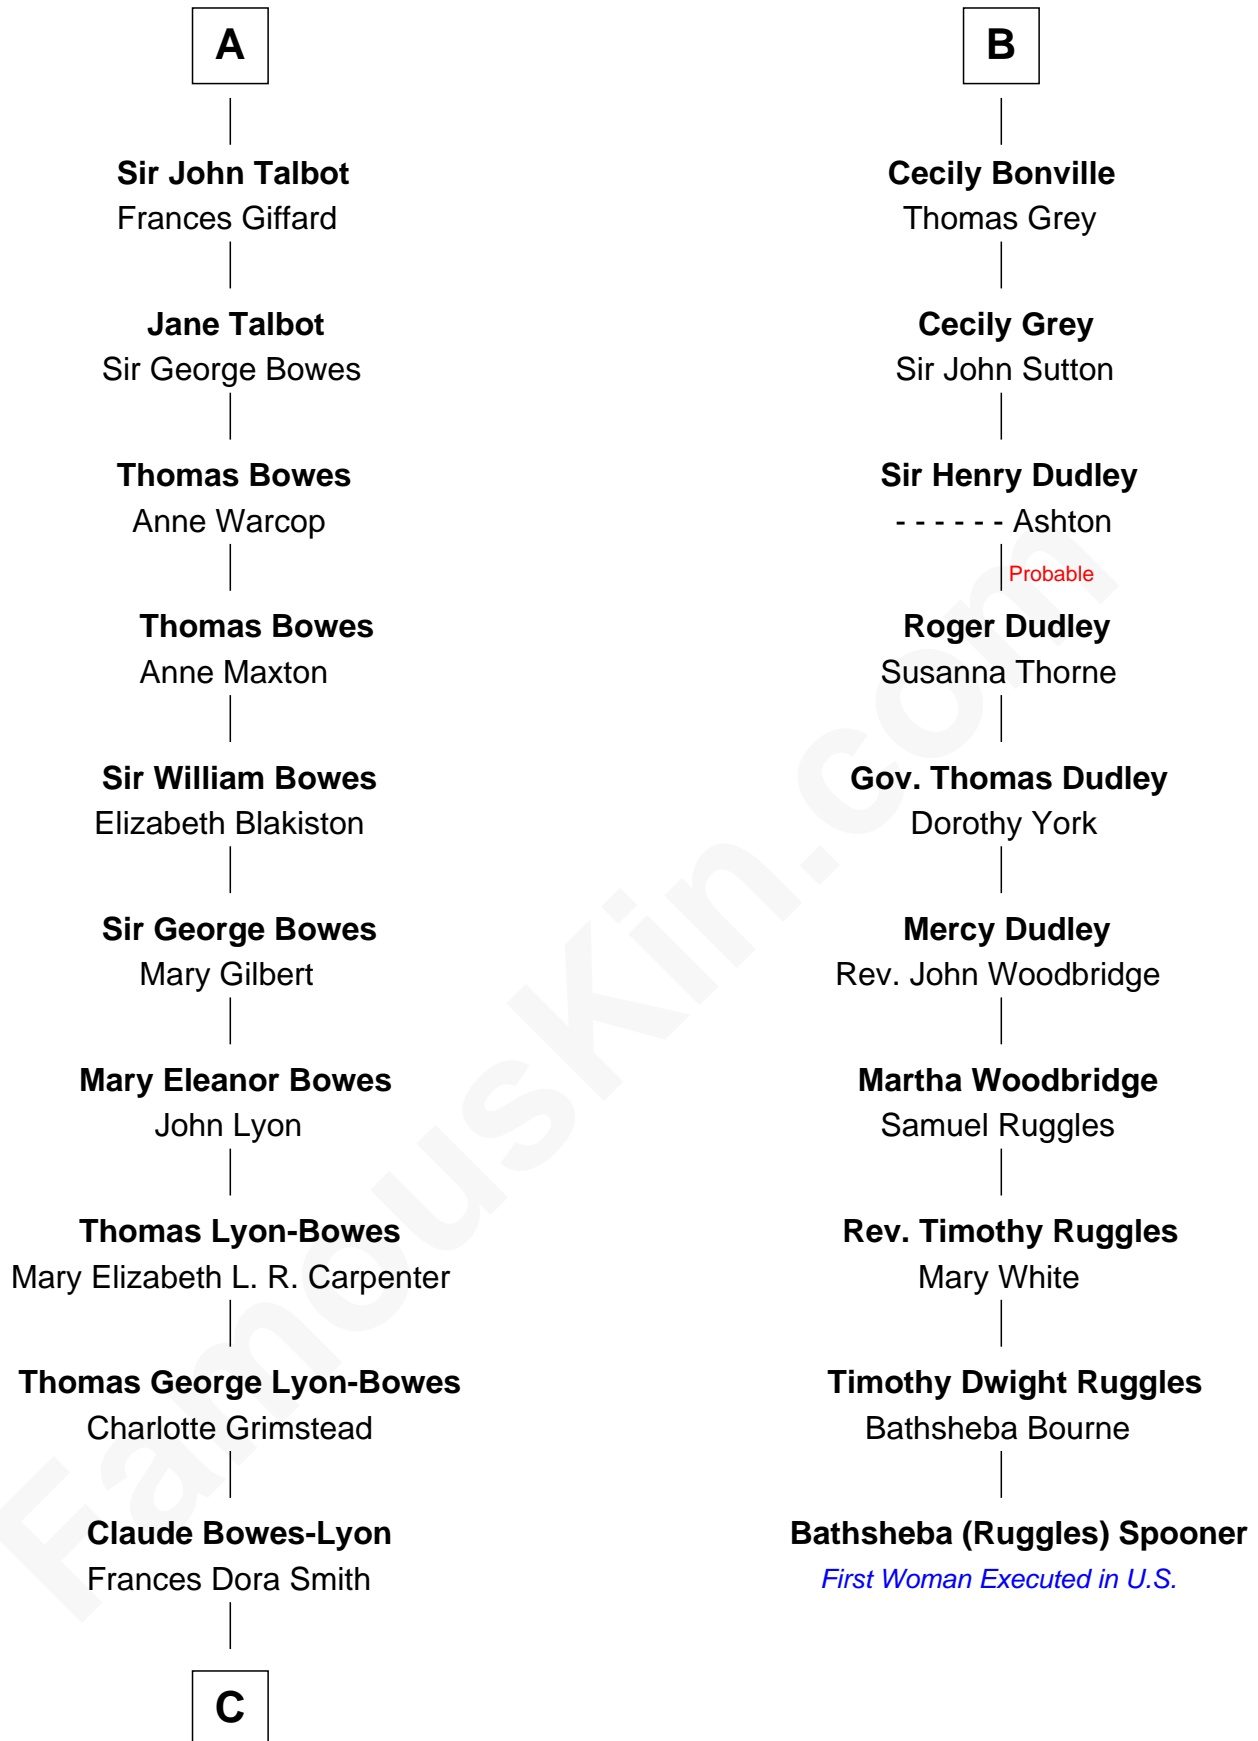 A
Sir John Talbot
Frances Giffard
Jane Talbot
Sir George Bowes
Thomas Bowes
Anne Warcop
Thomas Bowes
Anne Maxton
Sir William Bowes
Elizabeth Blakiston
Sir George Bowes
Mary Gilbert
Mary Eleanor Bowes
John Lyon
Thomas Lyon-Bowes
Mary Elizabeth L. R. Carpenter
Thomas George Lyon-Bowes
Charlotte Grimstead
Claude Bowes-Lyon
Frances Dora Smith
C
B
Cecily Bonville
Thomas Grey
Cecily Grey
Sir John Sutton
Sir Henry Dudley
- - - - - - Ashton
Probable
Roger Dudley
Susanna Thorne
Gov. Thomas Dudley
Dorothy York
Mercy Dudley
Rev. John Woodbridge
Martha Woodbridge
Samuel Ruggles
Rev. Timothy Ruggles
Mary White
Timothy Dwight Ruggles
Bathsheba Bourne
Bathsheba (Ruggles) Spooner
First Woman Executed in U.S.
FamousKin.com